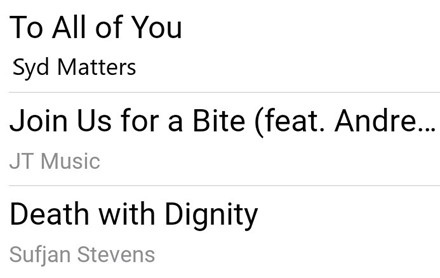 To All of You
Syd Matters
Join Us for a Bite (feat. Andre...
JT Music
Death with Dignity
Sufjan Stevens